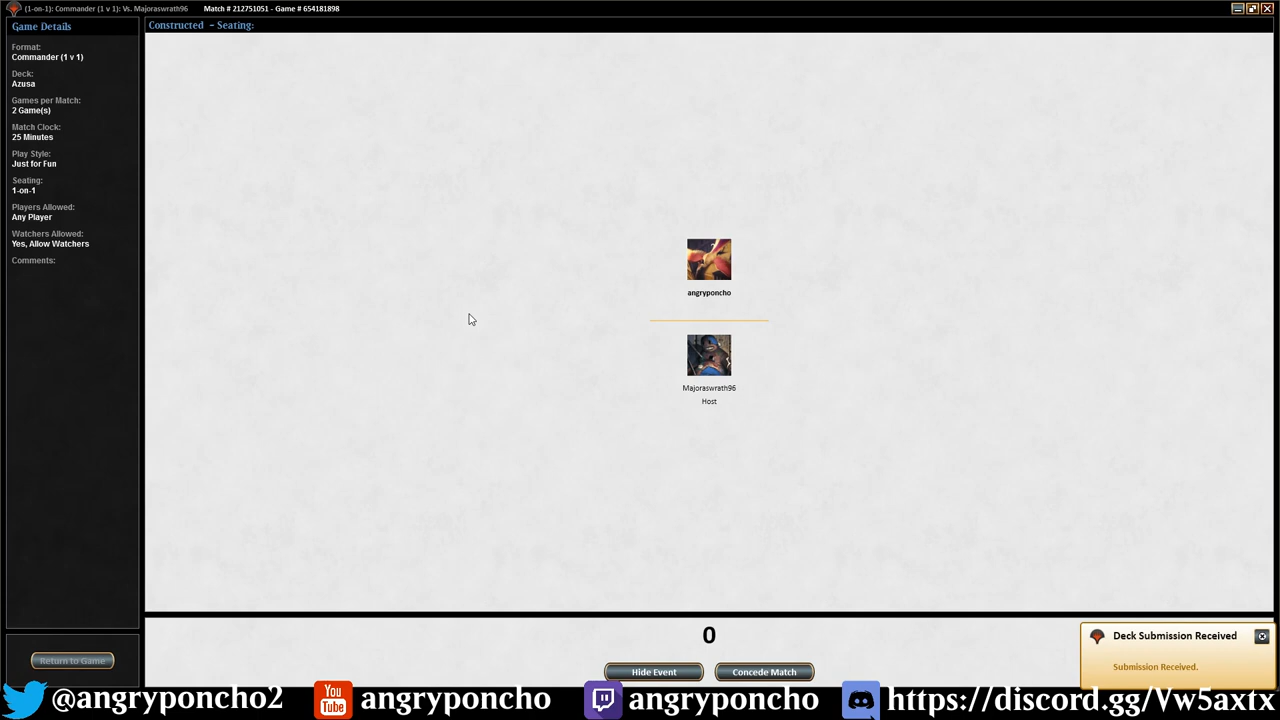 (1-on-1): Commander (1 v 1): Vs. Majoraswrath96 Match # 212751051 - Game # 654181898
Game Details
Constructed - Seating:
Format:
Commander (1 v 1)
Deck:
Azusa
Games per Match:
2 Game(s)
Match Clock:
25 Minutes
Play Style:
Just for Fun
Seating:
1-on-1
Players Allowed:
Any Player
Watchers Allowed:
Yes, Allow Watchers
Comments:
angryponcho
Majoraswrath96
Host
0
Deck Submission Received
Submission Received.
Return to Game
Hide Event
Concede Match
@angryponcho2
You Tube
angryponcho
angryponcho
https://discord.gg/Vw5axtx